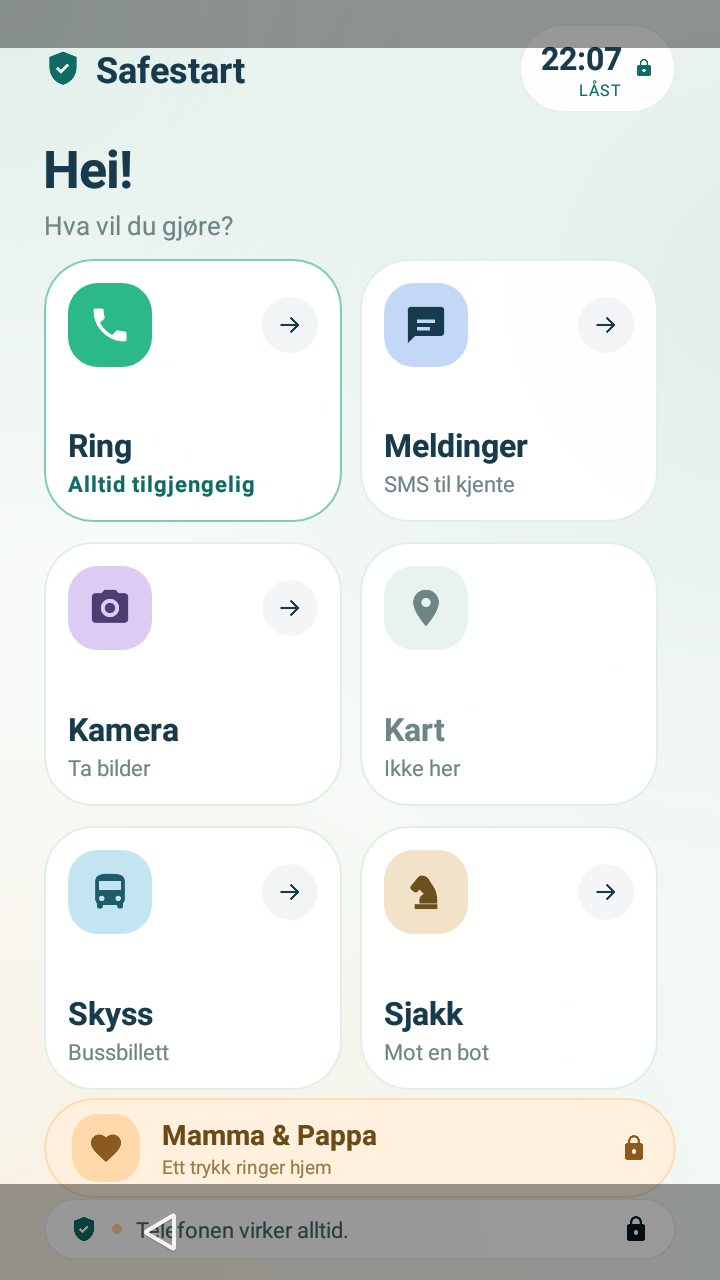 Safestart
22:07
LÅST
Hei!
Hva vil du gjøre?
Ring
Alltid tilgjengelig
Meldinger
SMS til kjente
Kamera
Ta bilder
Kart
Ikke her
Skyss
Bussbillett
Sjakk
Mot en bot
Mamma & Pappa
Ett trykk ringer hjem
Telefonen virker alltid.